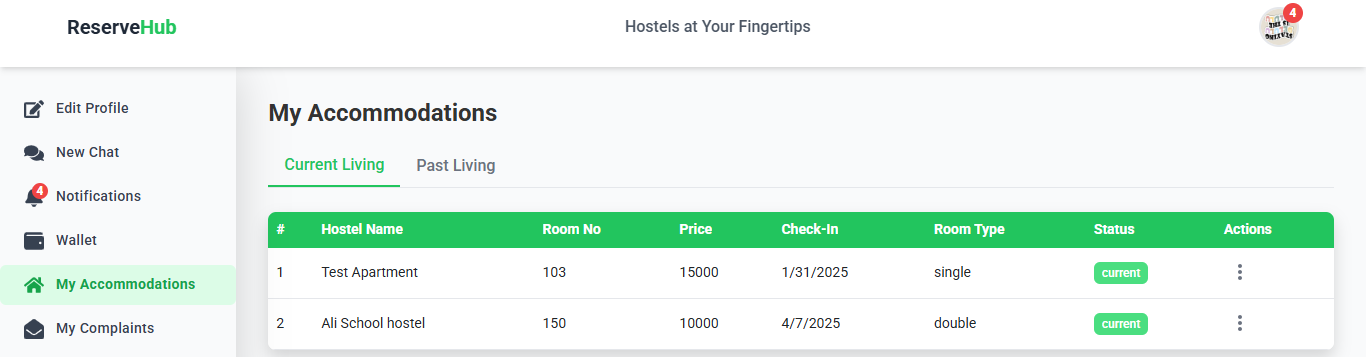 ReserveHub
Hostels at Your Fingertips
4
Edit Profile
New Chat
4
Notifications
Wallet
My Accommodations
My Complaints
My Accommodations
Current Living Past Living
# Hostel Name Room No Price Check-In Room Type Status Actions
1 Test Apartment 103 15000 1/31/2025 single current
2 Ali School hostel 150 10000 4/7/2025 double current